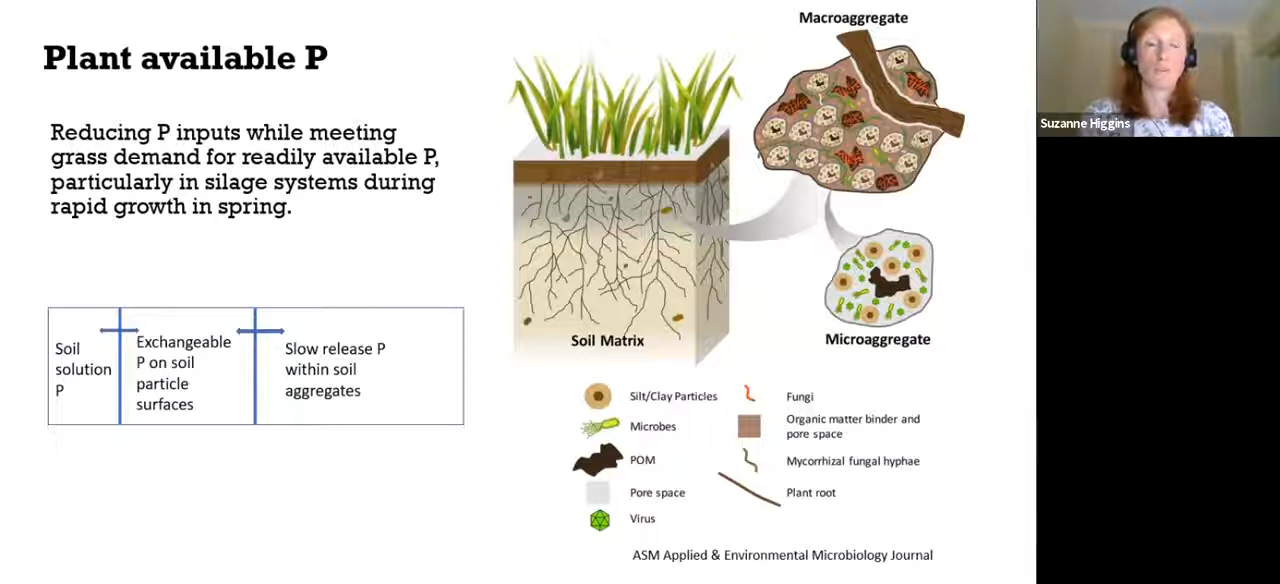 Plant available P
Reducing P inputs while meeting
grass demand for readily available P,
particularly in silage systems during
rapid growth in spring.
Soil
solution
P
Exchangeable
P on soil
particle
surfaces
Slow release P
within soil
aggregates
Macroaggregate
Soil Matrix
Microaggregate
Silt/Clay Particles
Microbes
POM
Pore space
Virus
Fungi
Organic matter binder and
pore space
Mycorrhizal fungal hyphae
Plant root
ASM Applied & Environmental Microbiology Journal
Suzanne Higgins